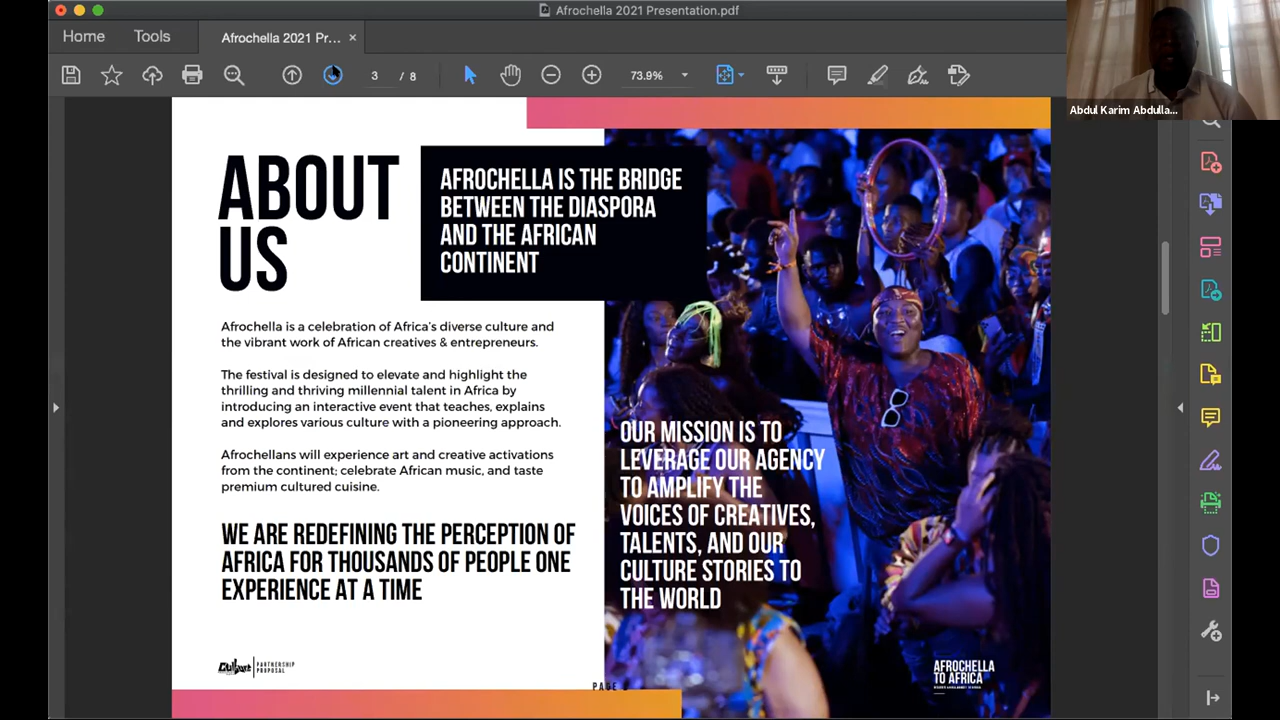 Afrochella 2021 Presentation.pdf
Home
Tools
Afrochella 2021 Pr... ×
3 / 8
73.9%
Abdul Karim Abdulla...
ABOUT
US
AFROCHELLA IS THE BRIDGE
BETWEEN THE DIASPORA
AND THE AFRICAN
CONTINENT
Afrochella is a celebration of Africa's diverse culture and
the vibrant work of African creatives & entrepreneurs.
The festival is designed to elevate and highlight the
thrilling and thriving millennial talent in Africa by
introducing an interactive event that teaches, explains
and explores various culture with a pioneering approach.
Afrochellans will experience art and creative activations
from the continent; celebrate African music, and taste
premium cultured cuisine.
WE ARE REDEFINING THE PERCEPTION OF
AFRICA FOR THOUSANDS OF PEOPLE ONE
EXPERIENCE AT A TIME
OUR MISSION IS TO
LEVERAGE OUR AGENCY
TO AMPLIFY THE
VOICES OF CREATIVES,
TALENTS, AND OUR
CULTURE STORIES TO
THE WORLD
PARTNERSHIP
PROPOSAL
PAGE
AFROCHELLA
TO AFRICA